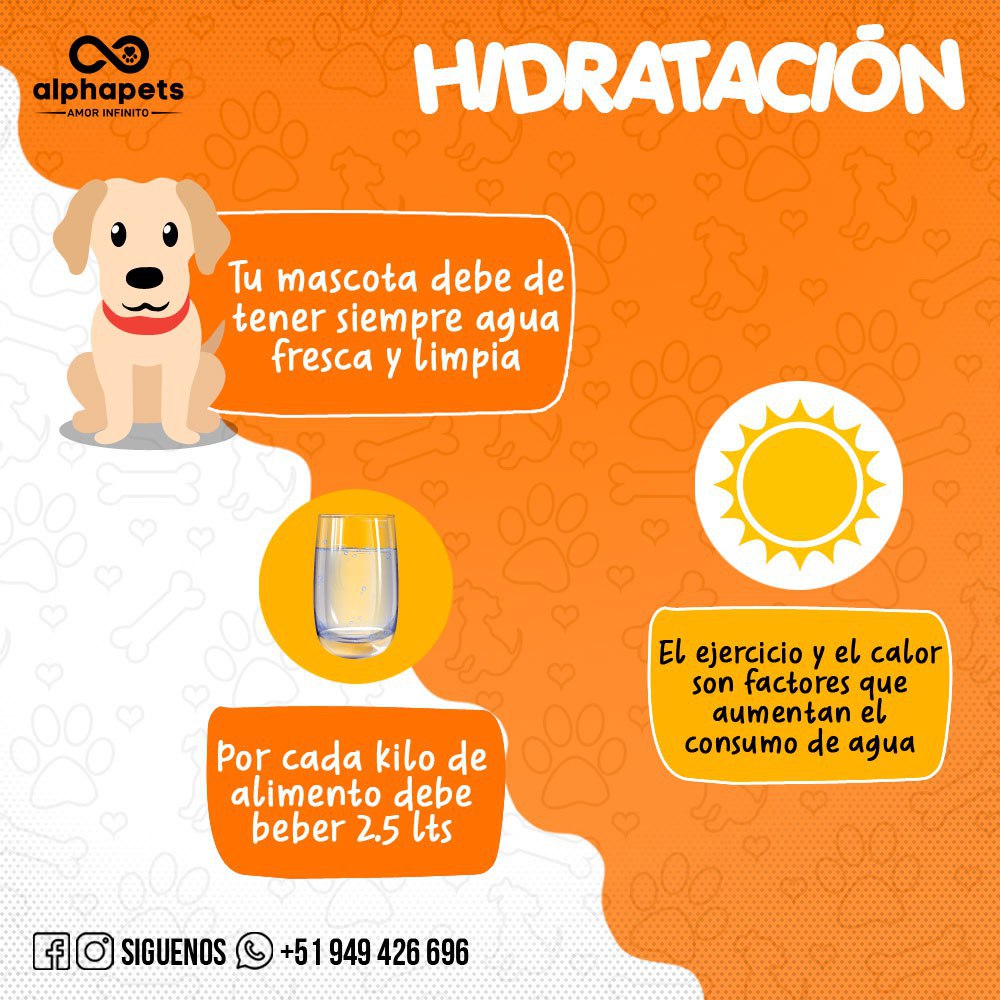 alphapets
AMOR INFINITO
HIDRATACIÓN
Tu mascota debe de
tener siempre agua
fresca y limpia
El ejercicio y el calor
son factores que
aumentan el
consumo de agua
Por cada kilo de
alimento debe
beber 2.5 lts
SIGUENOS +51 949 426 696